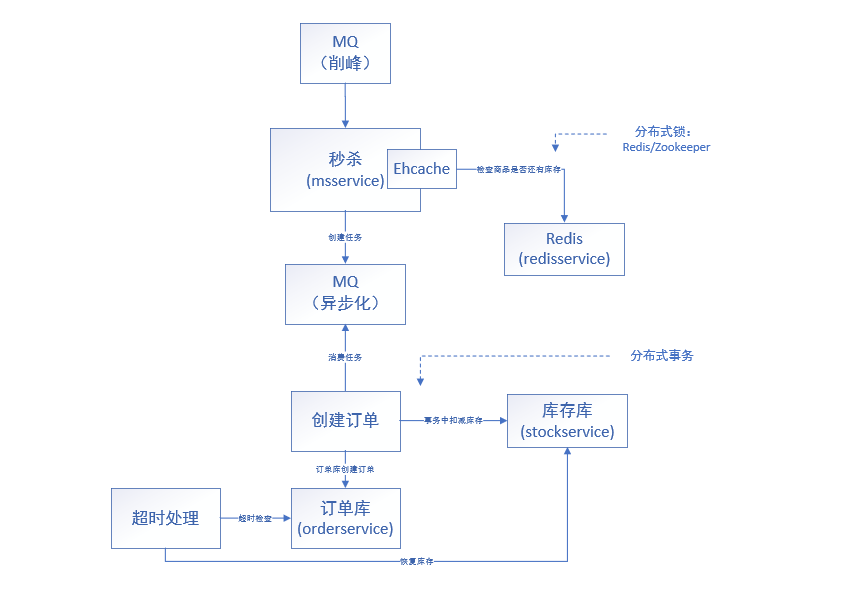 MQ
（削峰）
秒杀
(msservice)
Ehcache
检查商品是否还有库存
分布式锁：
Redis/Zookeeper
Redis
(redisservice)
创建任务
MQ
（异步化）
消费任务
分布式事务
创建订单
事务中扣减库存
库存库
(stockservice)
订单库创建订单
超时处理
超时检查
订单库
(orderservice)
恢复库存